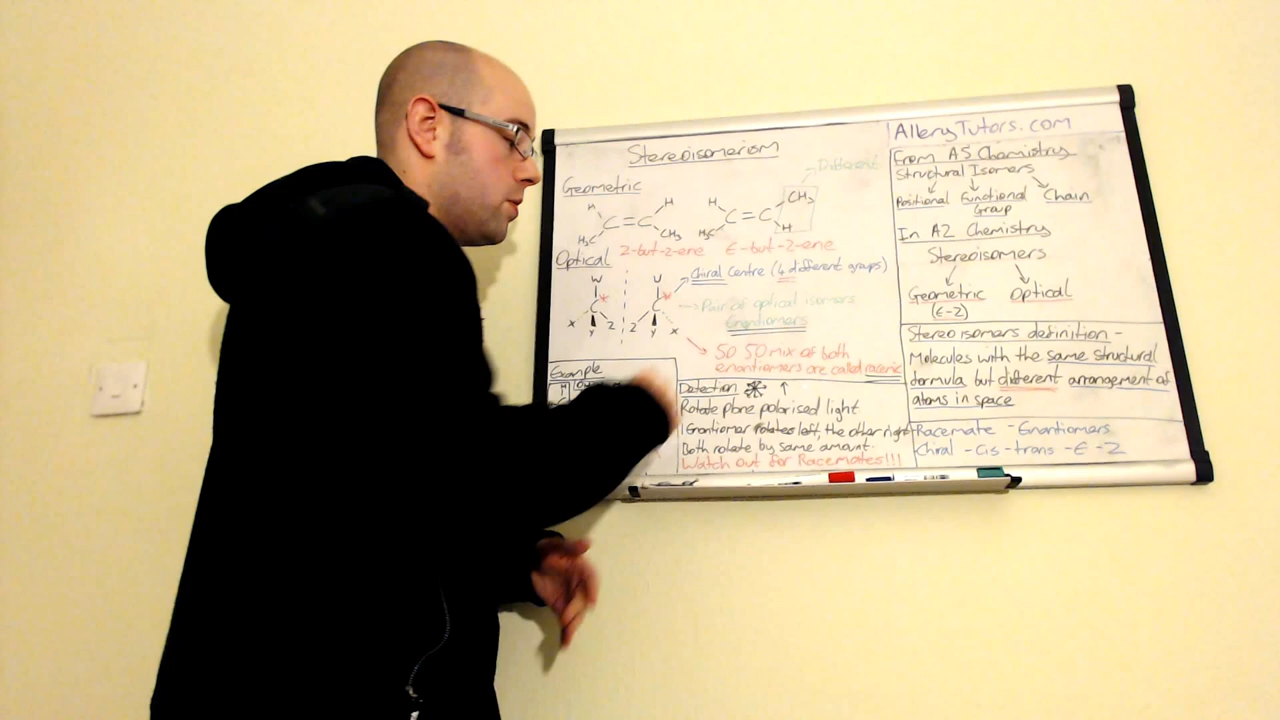 Stereoisomerism
Geometric
Different
H
H
C=C
H₃C
CH₃
H
CH₃
C=C
H₃C
H
Z-but-2-ene E-but-2-ene
Optical
Chiral Centre (4 different groups)
W
C*
X
Z
Y
C*
Z
X
Y
Pair of optical isomers
Enantiomers
50 50 mix of both
enantiomers are called racemic
Example
H
Detection
Rotate plane polarised light
1 Enantiomer rotates left, the other right
Both rotate by same amount.
Watch out for Racemates!!!
AlleryTutors.com
From AS Chemistry
Structural Isomers
Positional Functional Chain
Group
In A2 Chemistry
Stereoisomers
Geometric Optical
(E-Z)
Stereoisomers definition -
Molecules with the same structural
formula but different arrangement of
atoms in space
Racemate - Enantiomers
Chiral - Cis - trans - E - Z